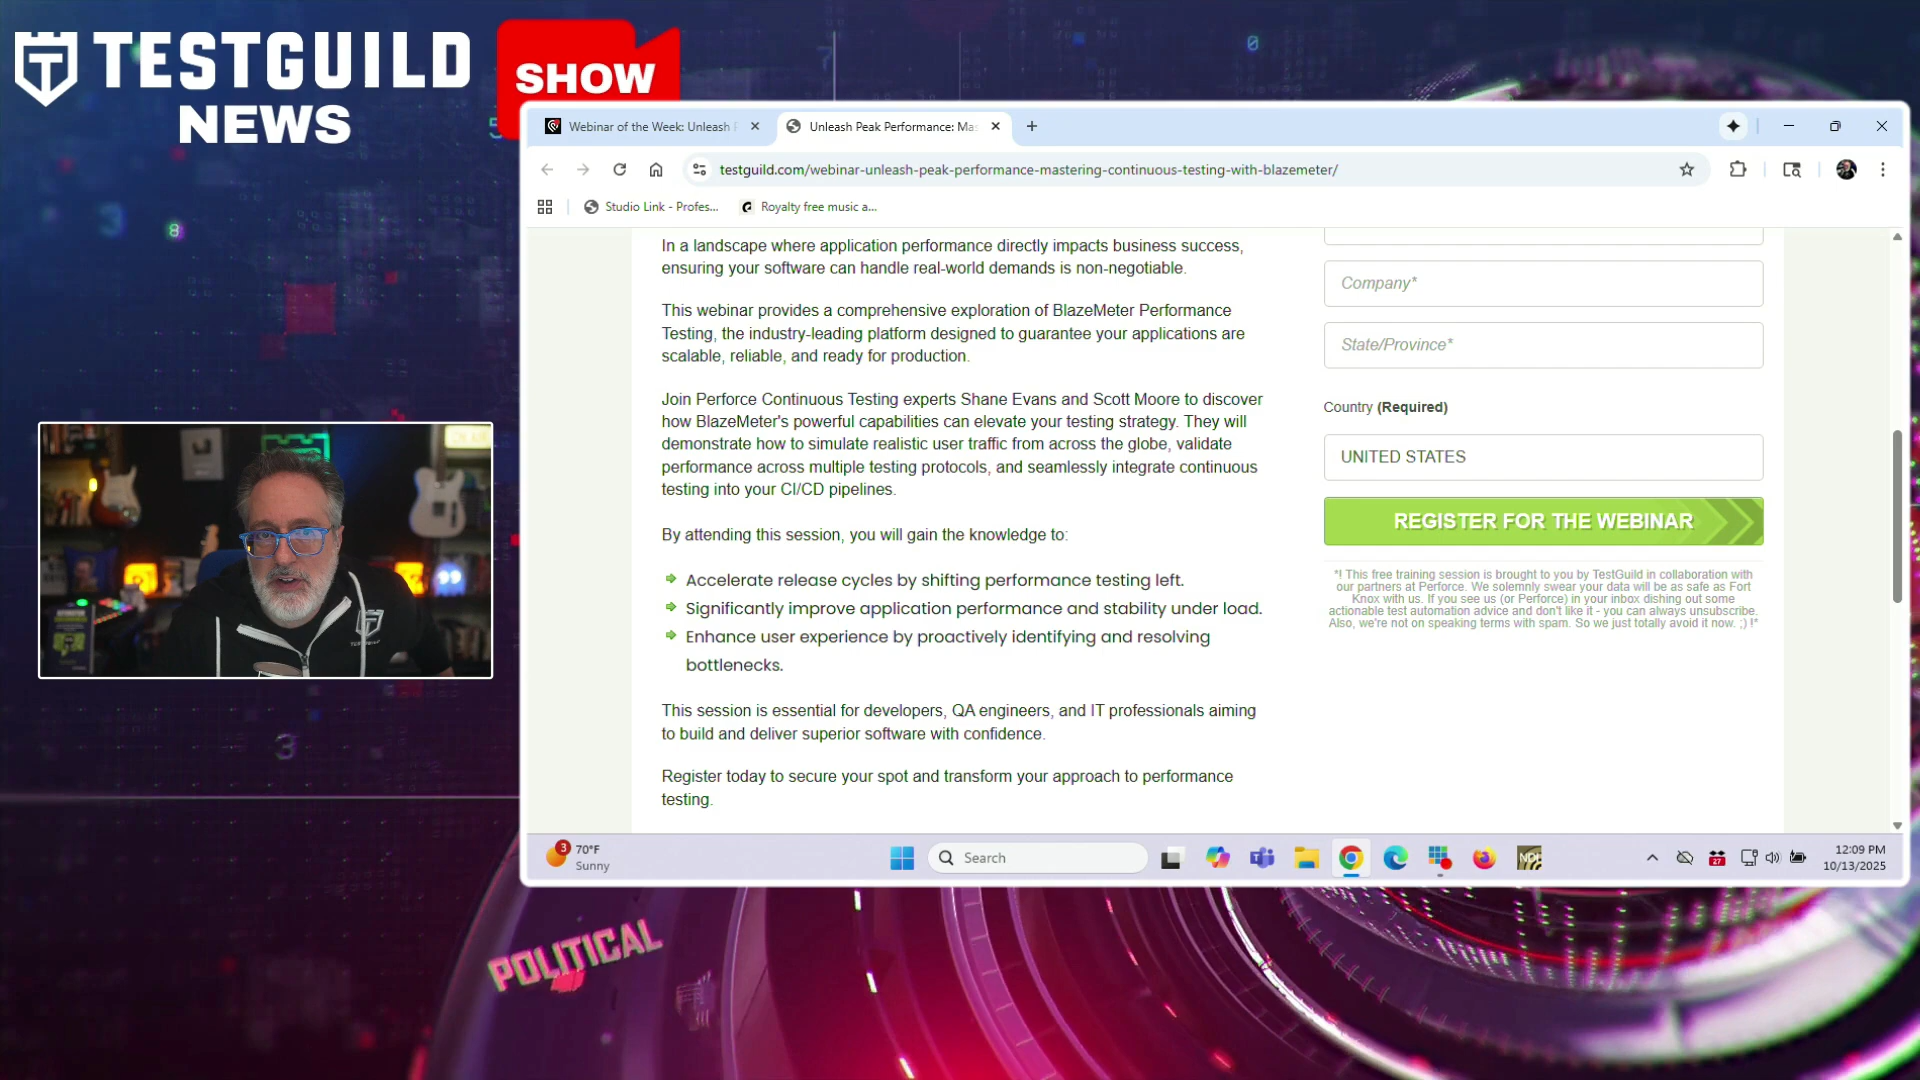 TESTGUILD
NEWS
SHOW
Webinar of the Week: Unleash
Unleash Peak Performance: Mas
testguild.com/webinar-unleash-peak-performance-mastering-continuous-testing-with-blazemeter/
Studio Link - Profes...
Royalty free music a...
In a landscape where application performance directly impacts business success,
ensuring your software can handle real-world demands is non-negotiable.
This webinar provides a comprehensive exploration of BlazeMeter Performance
Testing, the industry-leading platform designed to guarantee your applications are
scalable, reliable, and ready for production.
Join Perforce Continuous Testing experts Shane Evans and Scott Moore to discover
how BlazeMeter's powerful capabilities can elevate your testing strategy. They will
demonstrate how to simulate realistic user traffic from across the globe, validate
performance across multiple testing protocols, and seamlessly integrate continuous
testing into your CI/CD pipelines.
By attending this session, you will gain the knowledge to:
Accelerate release cycles by shifting performance testing left.
Significantly improve application performance and stability under load.
Enhance user experience by proactively identifying and resolving
bottlenecks.
This session is essential for developers, QA engineers, and IT professionals aiming
to build and deliver superior software with confidence.
Register today to secure your spot and transform your approach to performance
testing.
Company*
State/Province*
Country (Required)
UNITED STATES
REGISTER FOR THE WEBINAR
*! This free training session is brought to you by TestGuild in collaboration with
our partners at Perforce. We solemnly swear your data will be as safe as Fort
Knox with us. If you see us (or Perforce) in your inbox dishing out some
actionable test automation advice and don't like it - you can always unsubscribe.
Also, we're not on speaking terms with spam. So we just totally avoid it now. ;) !*
3
70°F
Sunny
Search
27
12:09 PM
10/13/2025
POLITICAL
3
8
3